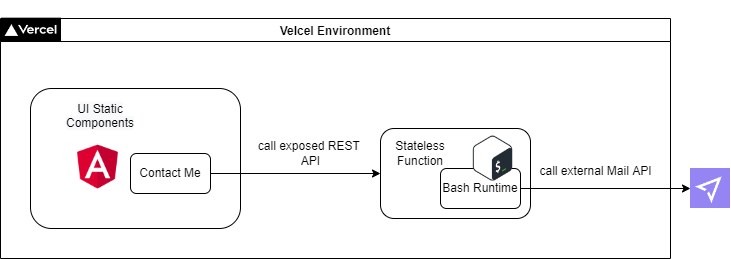 Vercel
Velcel Environment
UI Static
Components
Contact Me
call exposed REST
API
Stateless
Function
$_
Bash Runtime
call external Mail API